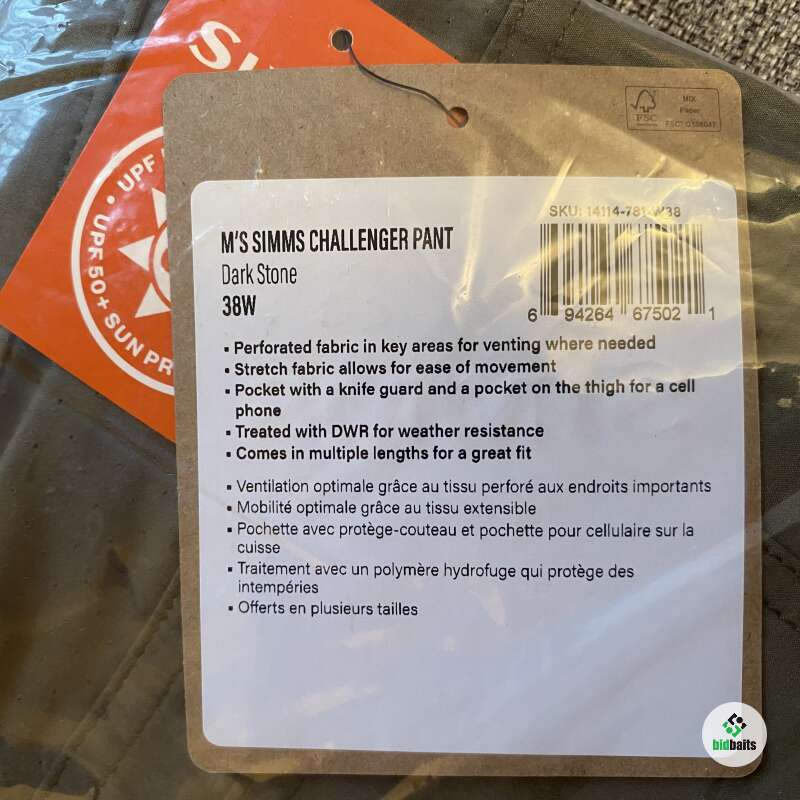 SI
UPF
UPF 50+ SUN PR
MIX
Paper
FSC
SKU: 14114-781-W38
M'S SIMMS CHALLENGER PANT
Dark Stone
38W
6 94264 67502 1
▪ Perforated fabric in key areas for venting where needed
▪ Stretch fabric allows for ease of movement
▪ Pocket with a knife guard and a pocket on the thigh for a cell
phone
▪ Treated with DWR for weather resistance
▪ Comes in multiple lengths for a great fit
▪ Ventilation optimale grâce au tissu perforé aux endroits importants
▪ Mobilité optimale grâce au tissu extensible
▪ Pochette avec protège-couteau et pochette pour cellulaire sur la
cuisse
▪ Traitement avec un polymère hydrofuge qui protège des
intempéries
▪ Offerts en plusieurs tailles
bidbaits